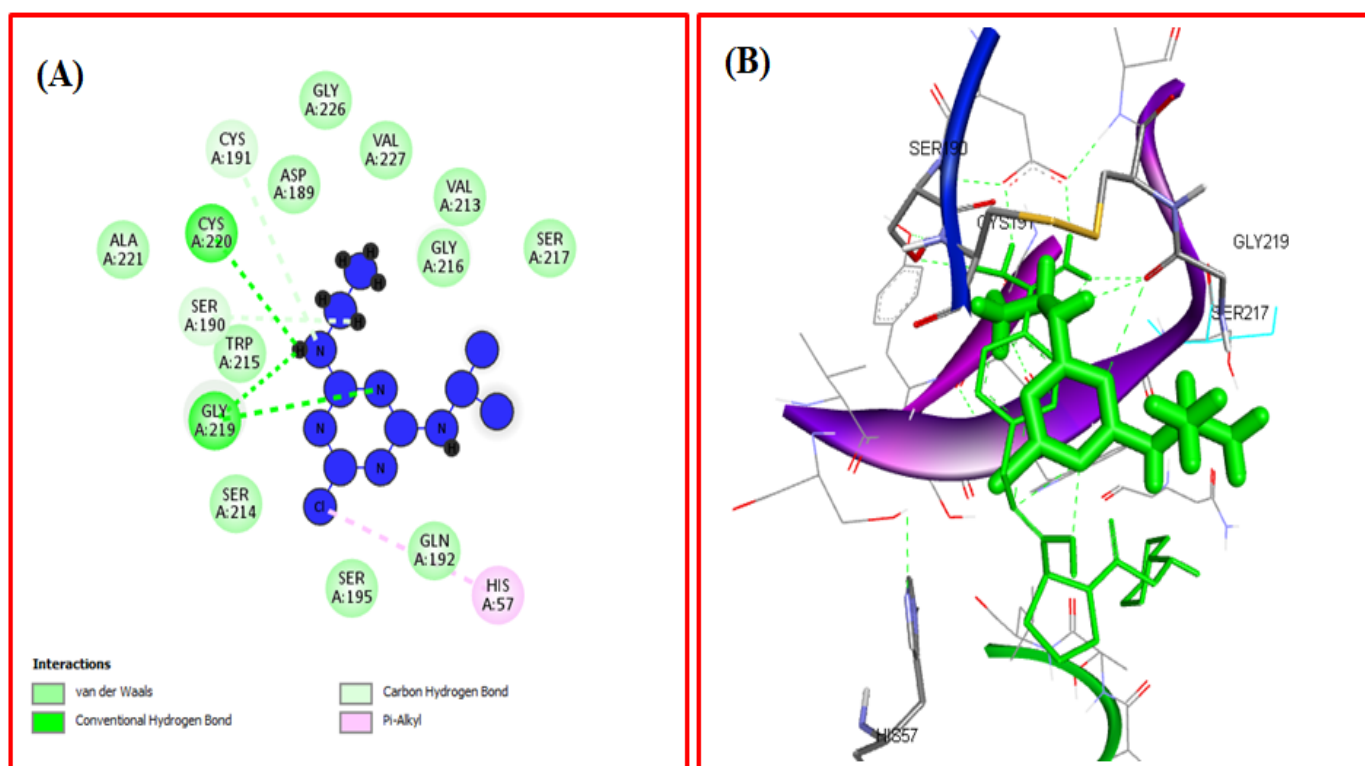 (A)
GLY
A:226
CYS
A:191
VAL
A:227
ASP
A:189
VAL
A:213
CYS
A:220
ALA
A:221
GLY
A:216
SER
A:217
SER
A:190
TRP
A:215
GLY
A:219
SER
A:214
GLN
A:192
SER
A:195
HIS
A:57
H
H
H
H
H
H
N
N
N
N
H
N
Cl
Interactions
van der Waals
Conventional Hydrogen Bond
Carbon Hydrogen Bond
Pi-Alkyl
(B)
SER190
CYS191
GLY219
SER217
HIS57